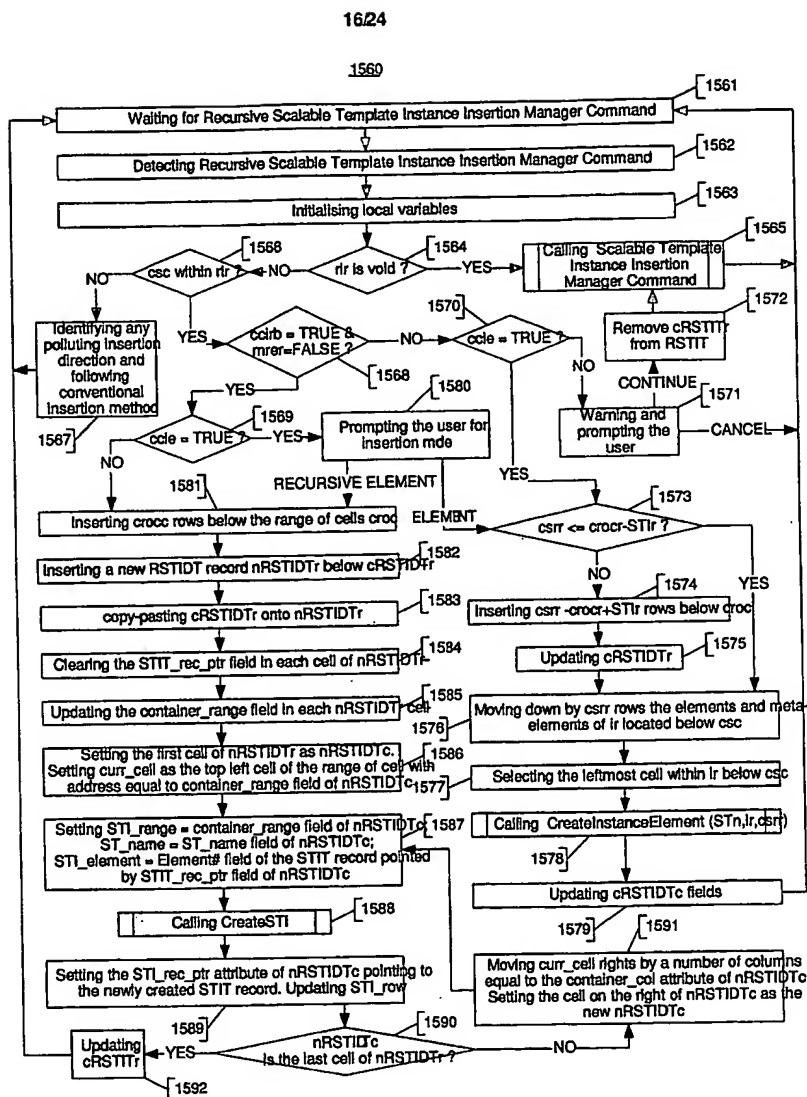 16/24
1560
1561
Waiting for Recursive Scalable Template Instance Insertion Manager Command
1562
Detecting Recursive Scalable Template Instance Insertion Manager Command
1563
Initialising local variables
1568
1564
1565
csc within rir ?
NO
rir is void ?
YES
Calling Scalable Template
Instance Insertion
Manager Command
NO
1570
1572
Identifying any
polluting insertion
direction and
following
conventional
insertion method
1567
YES
ccirb = TRUE &
mrer=FALSE ?
NO
ccie = TRUE ?
Remove cRSTITr
from RSTIT
1568
NO
CONTINUE
1571
YES
1580
1569
Warning and
prompting the
user
CANCEL
ccie = TRUE ?
YES
Prompting the user for
insertion mde
NO
YES
1581
RECURSIVE ELEMENT
1573
Inserting crocc rows below the range of cells croc
ELEMENT
csrr <= crocr-STIr ?
1582
Inserting a new RSTIDT record nRSTIDTr below cRSTIDTr
NO
1574
YES
1583
Inserting csrr -crocr+STIr rows below croc
copy-pasting cRSTIDTr onto nRSTIDTr
1575
1584
Updating cRSTIDTr
Clearing the STIT_rec_ptr field in each cell of nRSTIDTr
1585
Updating the container_range field in each nRSTIDTr cell
1576
Moving down by csrr rows the elements and meta-
elements of ir located below csc
1586
Setting the first cell of nRSTIDTr as nRSTIDTc.
Setting curr_cell as the top left cell of the range of cell with
address equal to container_range field of nRSTIDTc
1577
Selecting the leftmost cell within ir below csc
1587
Setting STI_range = container_range field of nRSTIDTc
ST_name = ST_name field of nRSTIDTc;
STI_element = Element# field of the STIT record pointed
by STIT_rec_ptr field of nRSTIDTc
Calling CreateInstanceElement (STn,ir,csrr)
1578
1588
Calling CreateSTI
Updating cRSTIDTc fields
1579
1591
Setting the STI_rec_ptr attribute of nRSTIDTc pointing to
the newly created STIT record. Updating STI_row
Moving curr_cell rights by a number of columns
equal to the container_col attribute of nRSTIDTc
Setting the cell on the right of nRSTIDTc as the
new nRSTIDTc
1589
1590
Updating
cRSTITr
YES
nRSTIDTc
is the last cell of nRSTIDTr ?
NO
1592